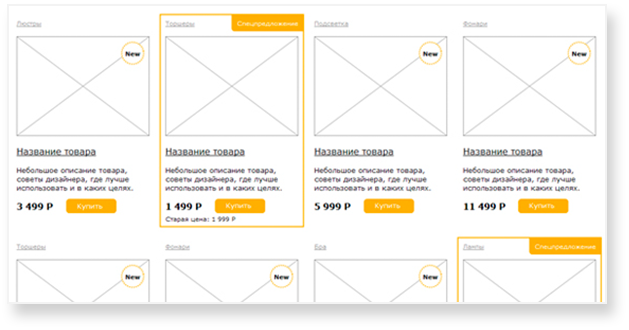 Люстры
Торшеры
Спецпредложение
Подсветка
Фонари
New
New
New
New
Название товара
Название товара
Название товара
Название товара
Небольшое описание товара,
советы дизайнера, где лучше
использовать и в каких целях.
Небольшое описание товара,
советы дизайнера, где лучше
использовать и в каких целях.
Небольшое описание товара,
советы дизайнера, где лучше
использовать и в каких целях.
Небольшое описание товара,
советы дизайнера, где лучше
использовать и в каких целях.
3 499 Р
Купить
1 499 Р
Купить
5 999 Р
Купить
11 499 Р
Купить
Старая цена: 1 999 Р
Торшеры
Фонари
Бра
Лампы
Спецпредложение
New
New
New
New